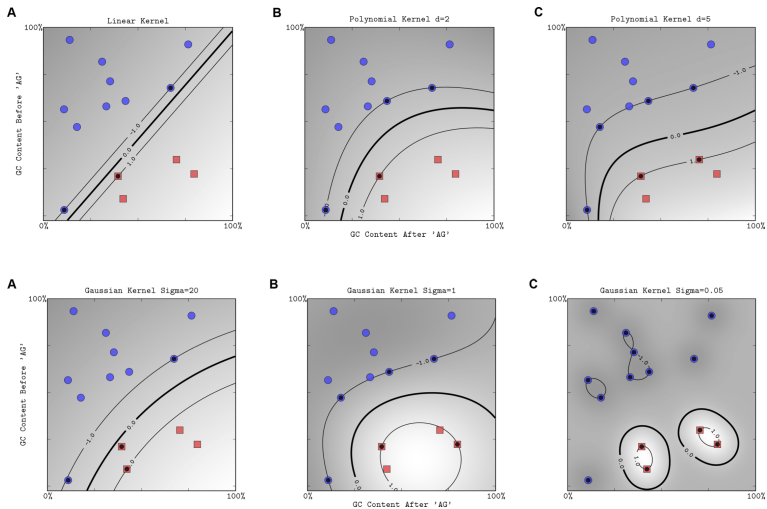 A
Linear Kernel
B
Polynomial Kernel d=2
C
Polynomial Kernel d=5
100%
GC Content Before 'AG'
-1.0
0.0
1.0
0%
100%
0.0
1.0
0%
GC Content After 'AG'
100%
-1.0
0.0
1.0
0%
100%
A
Gaussian Kernel Sigma=20
B
Gaussian Kernel Sigma=1
C
Gaussian Kernel Sigma=0.05
100%
GC Content Before 'AG'
-1.0
0.0
1.0
0%
100%
-1.0
0.0
1.0
0%
GC Content After 'AG'
100%
-1.0
0.0
1.0
0.0
1.0
0%
100%